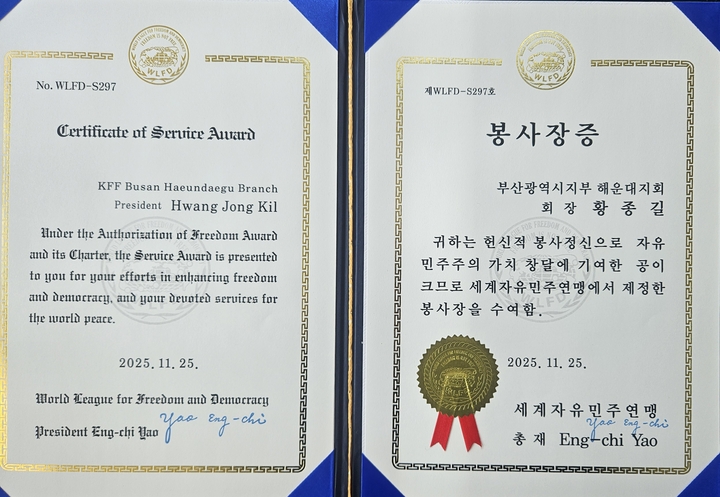 WLFD
No. WLFD-S297
Certificate of Service Award
KFF Busan Haeundaegu Branch
President Hwang Jong Kil
Under the Authorization of Freedom Award
and its Charter, the Service Award is presented
to you for your efforts in enhancing freedom
and democracy, and your devoted services for
the world peace.
2025. 11. 25.
World League for Freedom and Democracy
Yao Eng-chi
President Eng-chi Yao
WLFD
제WLFD-S297호
봉사장증
부산광역시지부 해운대지회
회 장 황 종 길
귀하는 헌신적 봉사정신으로 자유
민주주의 가치 창달에 기여한 공이
크므로 세계자유민주연맹에서 제정한
봉사장을 수여함.
2025. 11. 25.
세계자유민주연맹
Yao Eng-chi
총 재 Eng-chi Yao